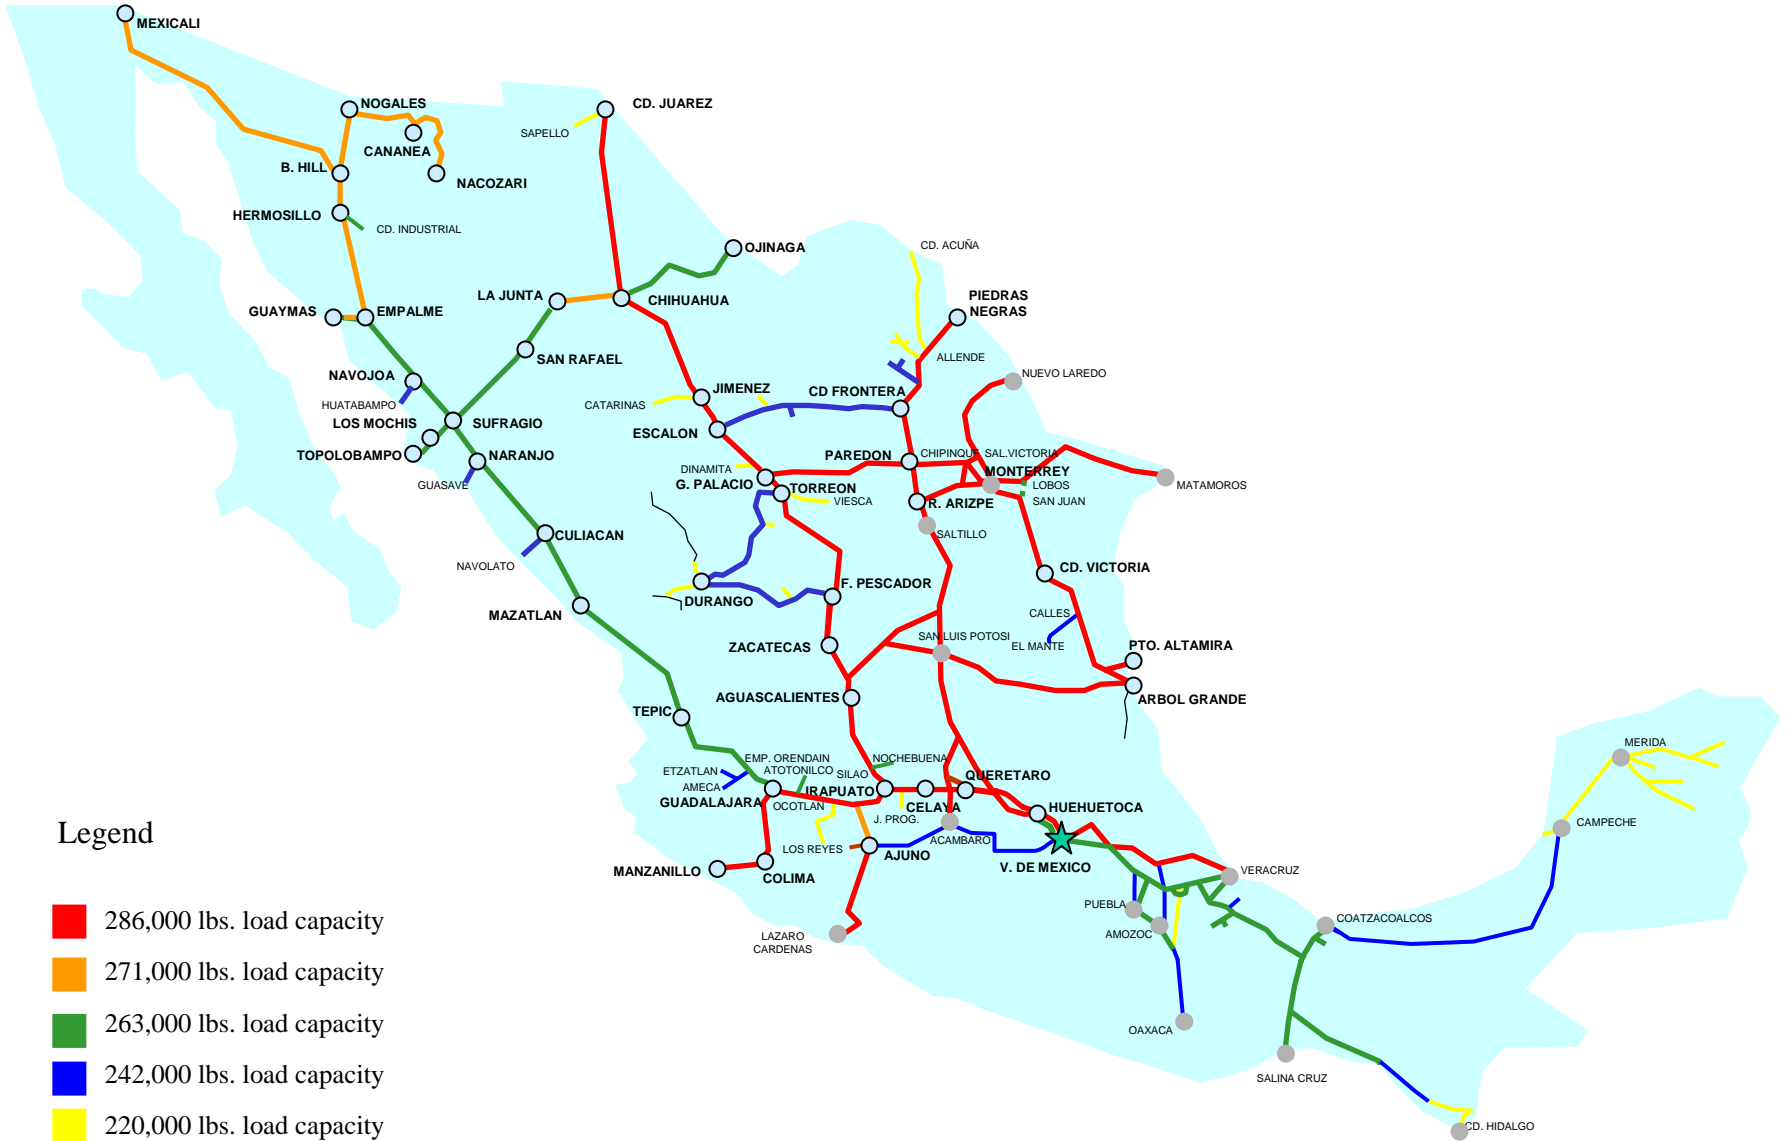 MEXICALI
NOGALES
CD. JUAREZ
SAPELLO
CANANEA
B. HILL
NACOZARI
HERMOSILLO
CD. INDUSTRIAL
OJINAGA
CD. ACUÑA
LA JUNTA
CHIHUAHUA
PIEDRAS
NEGRAS
GUAYMAS
EMPALME
SAN RAFAEL
ALLENDE
NAVOJOA
NUEVO LAREDO
JIMENEZ
CD FRONTERA
HUATABAMPO
CATARINAS
LOS MOCHIS
SUFRAGIO
ESCALON
TOPOLOBAMPO
NARANJO
PAREDON
CHIPINQUE
SAL.VICTORIA
DINAMITA
MONTERREY
GUASAVE
G. PALACIO
TORREON
LOBOS
MATAMOROS
VIESCA
R. ARIZPE
SAN JUAN
CULIACAN
SALTILLO
NAVOLATO
CD. VICTORIA
F. PESCADOR
DURANGO
MAZATLAN
CALLES
SAN LUIS POTOSI
EL MANTE
PTO. ALTAMIRA
ZACATECAS
AGUASCALIENTES
ARBOL GRANDE
TEPIC
MERIDA
EMP. ORENDAIN
NOCHEBUENA
ETZATLAN
ATOTONILCO
SILAO
QUERETARO
AMECA
IRAPUATO
GUADALAJARA
OCOTLAN
CELAYA
HUEHUETOCA
J. PROG.
CAMPECHE
Legend
ACAMBARO
LOS REYES
AJUNO
V. DE MEXICO
MANZANILLO
COLIMA
VERACRUZ
PUEBLA
COATZACOALCOS
286,000 lbs. load capacity
AMOZOC
LAZARO
CARDENAS
271,000 lbs. load capacity
263,000 lbs. load capacity
OAXACA
242,000 lbs. load capacity
SALINA CRUZ
220,000 lbs. load capacity
CD. HIDALGO